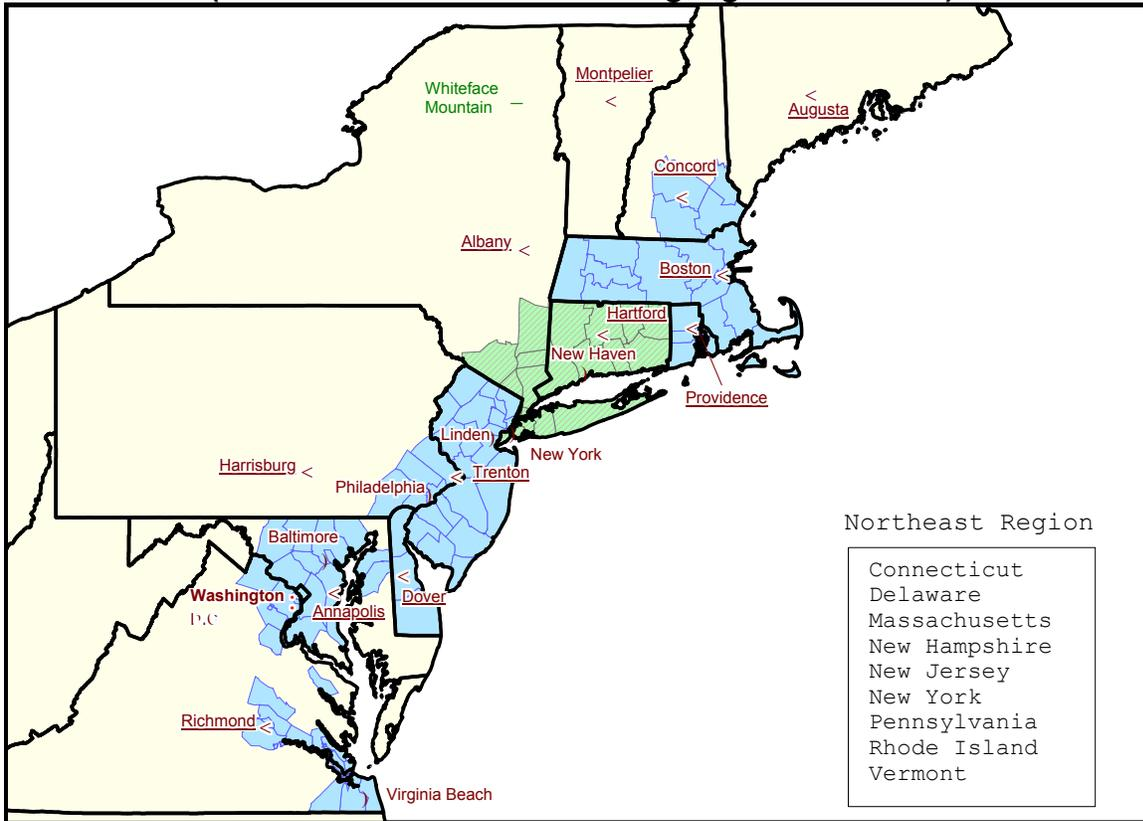 Whiteface
Mountain
Montpelier
Augusta
Concord
Albany
Boston
Hartford
New Haven
Providence
Linden
New York
Harrisburg
Trenton
Philadelphia
Baltimore
Washington
D.C
Annapolis
Dover
Richmond
Virginia Beach
Northeast Region
Connecticut
Delaware
Massachusetts
New Hampshire
New Jersey
New York
Pennsylvania
Rhode Island
Vermont